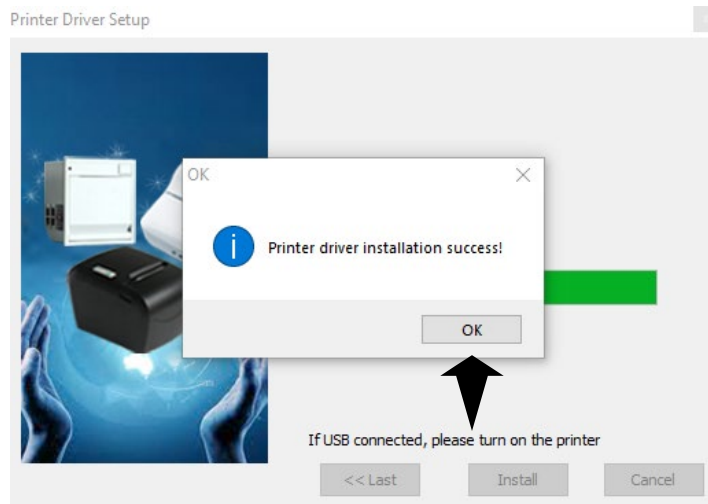 Printer Driver Setup
OK
Printer driver installation success!
OK
If USB connected, please turn on the printer
<< Last
Install
Cancel